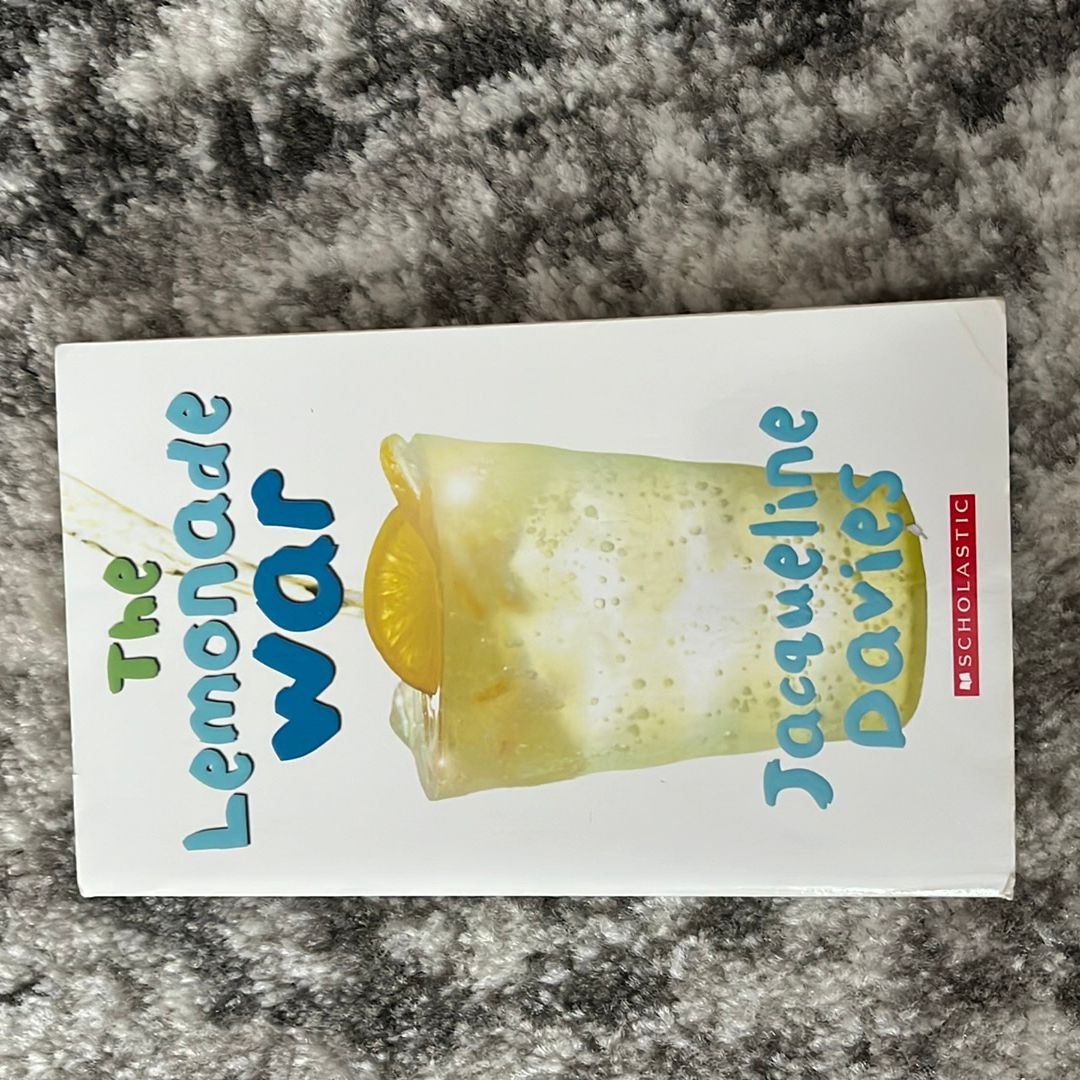 The
Lemonade
War
Jacqueline
Davies
SCHOLASTIC